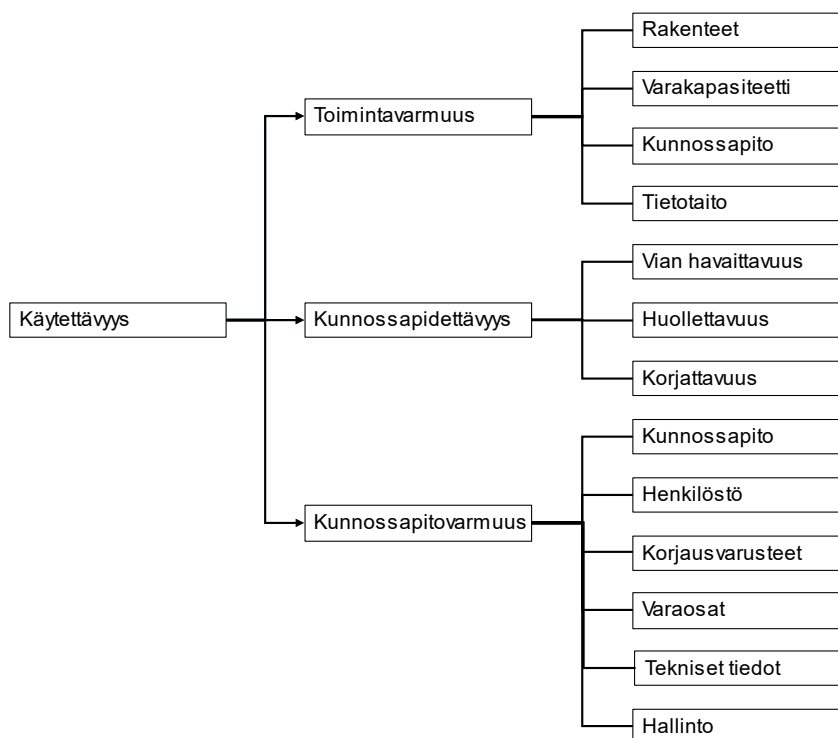 Rakenteet
Varakapasiteetti
Toimintavarmuus
Kunnossapito
Tietotaito
Vian havaittavuus
Käytettävyys
Kunnossapidettävyys
Huollettavuus
Korjattavuus
Kunnossapito
Henkilöstö
Kunnossapitovarmuus
Korjausvarusteet
Varaosat
Tekniset tiedot
Hallinto